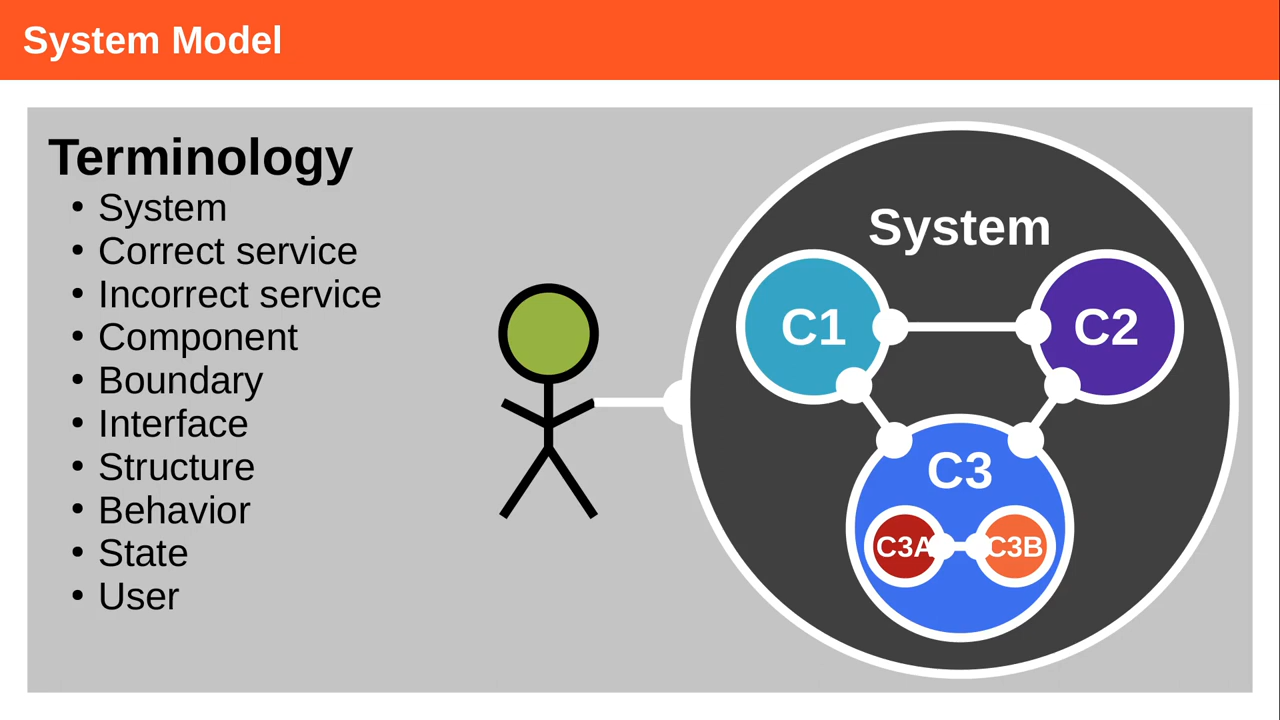 System Model
Terminology
• System
• Correct service
• Incorrect service
• Component
• Boundary
• Interface
• Structure
• Behavior
• State
• User
System
C1
C2
C3
C3A
C3B